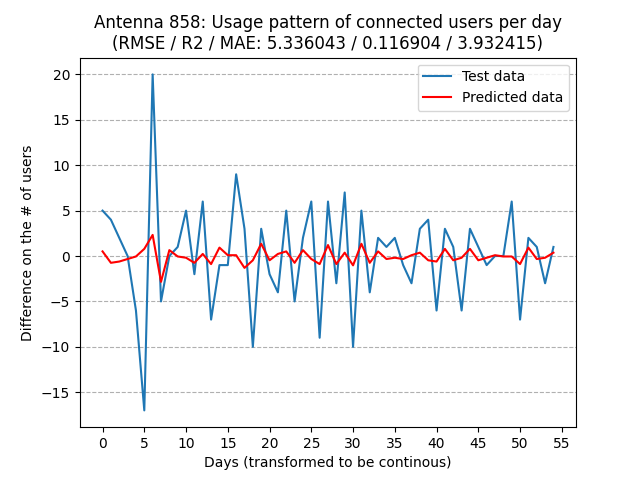 Antenna 858: Usage pattern of connected users per day
(RMSE / R2 / MAE: 5.336043 / 0.116904 / 3.932415)
Test data
Predicted data
Difference on the # of users
20
15
10
5
0
−5
−10
−15
0 5 10 15 20 25 30 35 40 45 50 55
Days (transformed to be continous)